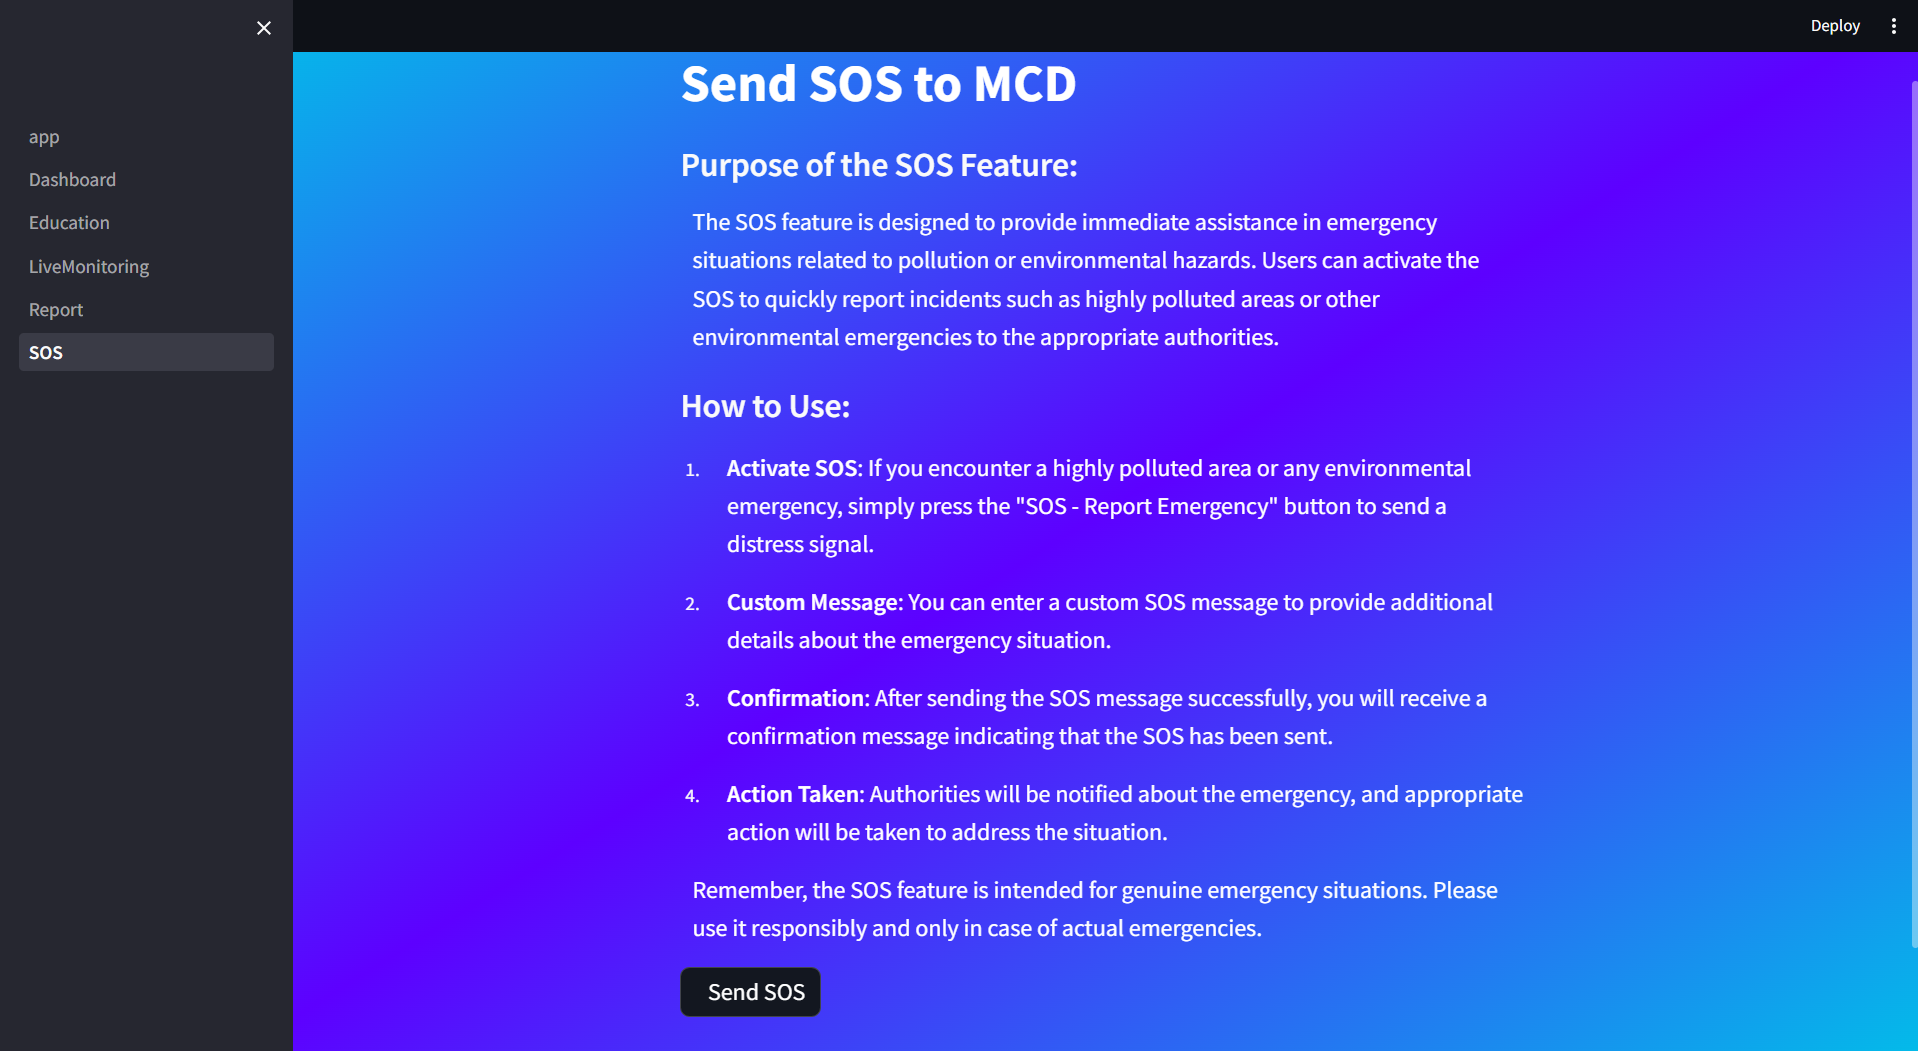 Deploy
app
Dashboard
Education
LiveMonitoring
Report
SOS
Send SOS to MCD
Purpose of the SOS Feature:
The SOS feature is designed to provide immediate assistance in emergency
situations related to pollution or environmental hazards. Users can activate the
SOS to quickly report incidents such as highly polluted areas or other
environmental emergencies to the appropriate authorities.
How to Use:
1. Activate SOS: If you encounter a highly polluted area or any environmental
emergency, simply press the "SOS - Report Emergency" button to send a
distress signal.
2. Custom Message: You can enter a custom SOS message to provide additional
details about the emergency situation.
3. Confirmation: After sending the SOS message successfully, you will receive a
confirmation message indicating that the SOS has been sent.
4. Action Taken: Authorities will be notified about the emergency, and appropriate
action will be taken to address the situation.
Remember, the SOS feature is intended for genuine emergency situations. Please
use it responsibly and only in case of actual emergencies.
Send SOS